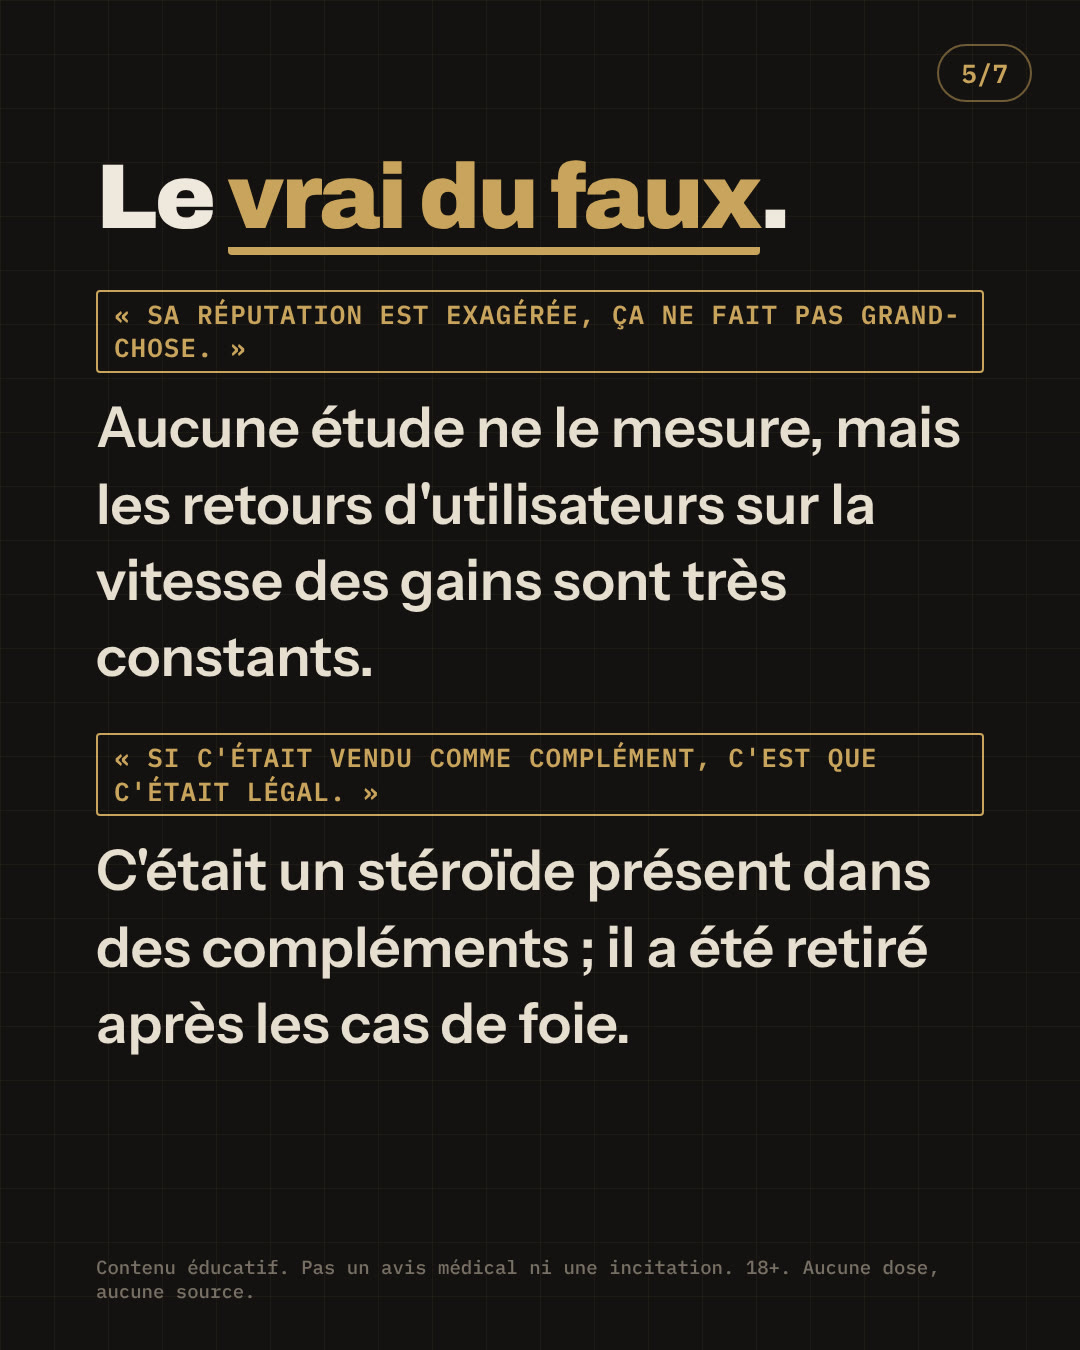 5/7
Le vrai du faux.
« SA RÉPUTATION EST EXAGÉRÉE, ÇA NE FAIT PAS GRAND-
CHOSE. »
Aucune étude ne le mesure, mais
les retours d'utilisateurs sur la
vitesse des gains sont très
constants.
« SI C'ÉTAIT VENDU COMME COMPLÉMENT, C'EST QUE
C'ÉTAIT LÉGAL. »
C'était un stéroïde présent dans
des compléments ; il a été retiré
après les cas de foie.
Contenu éducatif. Pas un avis médical ni une incitation. 18+. Aucune dose,
aucune source.